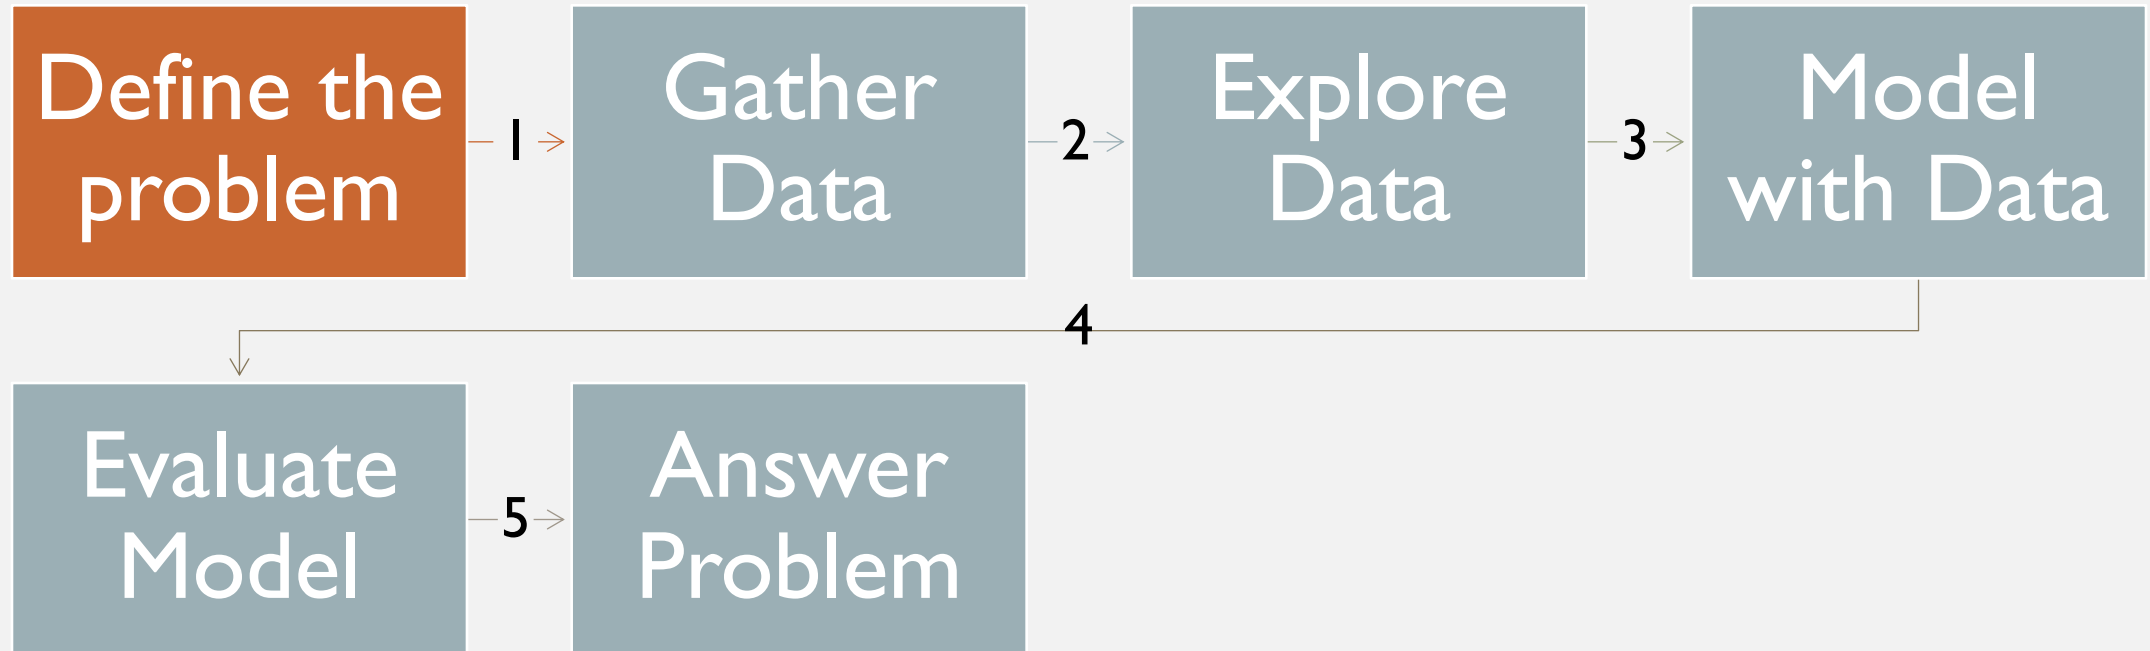 Define the
problem
1
Gather
Data
2
Explore
Data
3
Model
with Data
4
Evaluate
Model
5
Answer
Problem